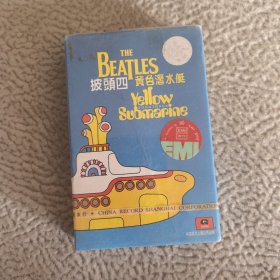 THE
BEATLES
披頭四 黃色潛水艇
Yellow
Submarine
EMI
CHINA RECORD SHANGHAI CORPORATION